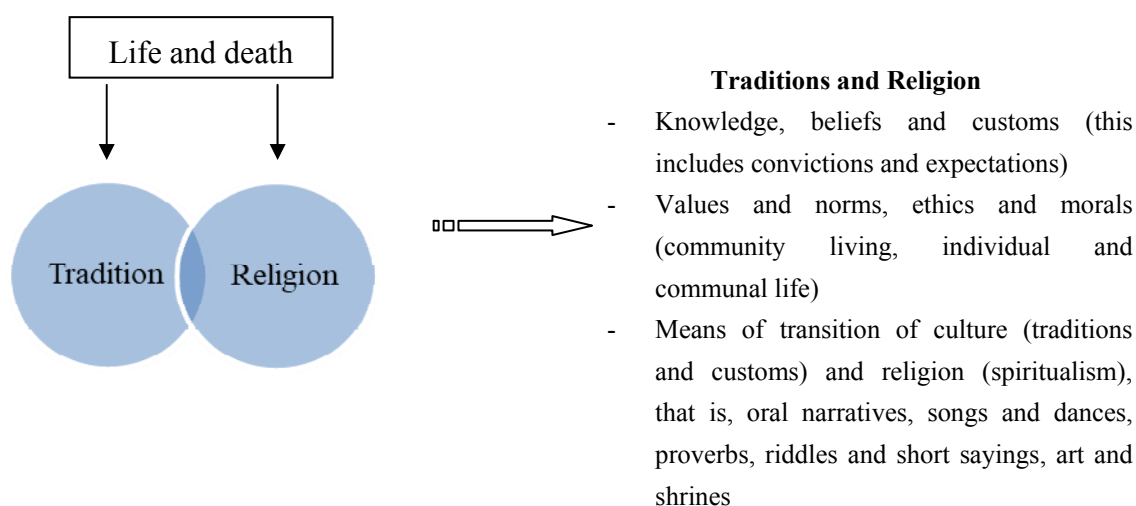 Life and death
Tradition
Religion
Traditions and Religion
- Knowledge, beliefs and customs (this
includes convictions and expectations)
- Values and norms, ethics and morals
(community living, individual and
communal life)
- Means of transition of culture (traditions
and customs) and religion (spiritualism),
that is, oral narratives, songs and dances,
proverbs, riddles and short sayings, art and
shrines